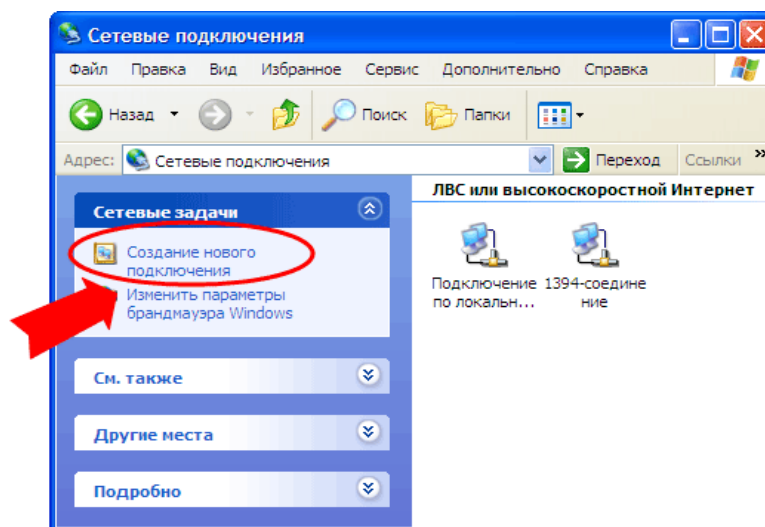 Сетевые подключения
Файл Правка Вид Избранное Сервис Дополнительно Справка
Назад Поиск Папки
Адрес: Сетевые подключения Переход Ссылки »
ЛВС или высокоскоростной Интернет
Сетевые задачи
Создание нового
подключения
Изменить параметры
брандмауэра Windows
Подключение
по локальн...
1394-соедине
ние
См. также
Другие места
Подробно